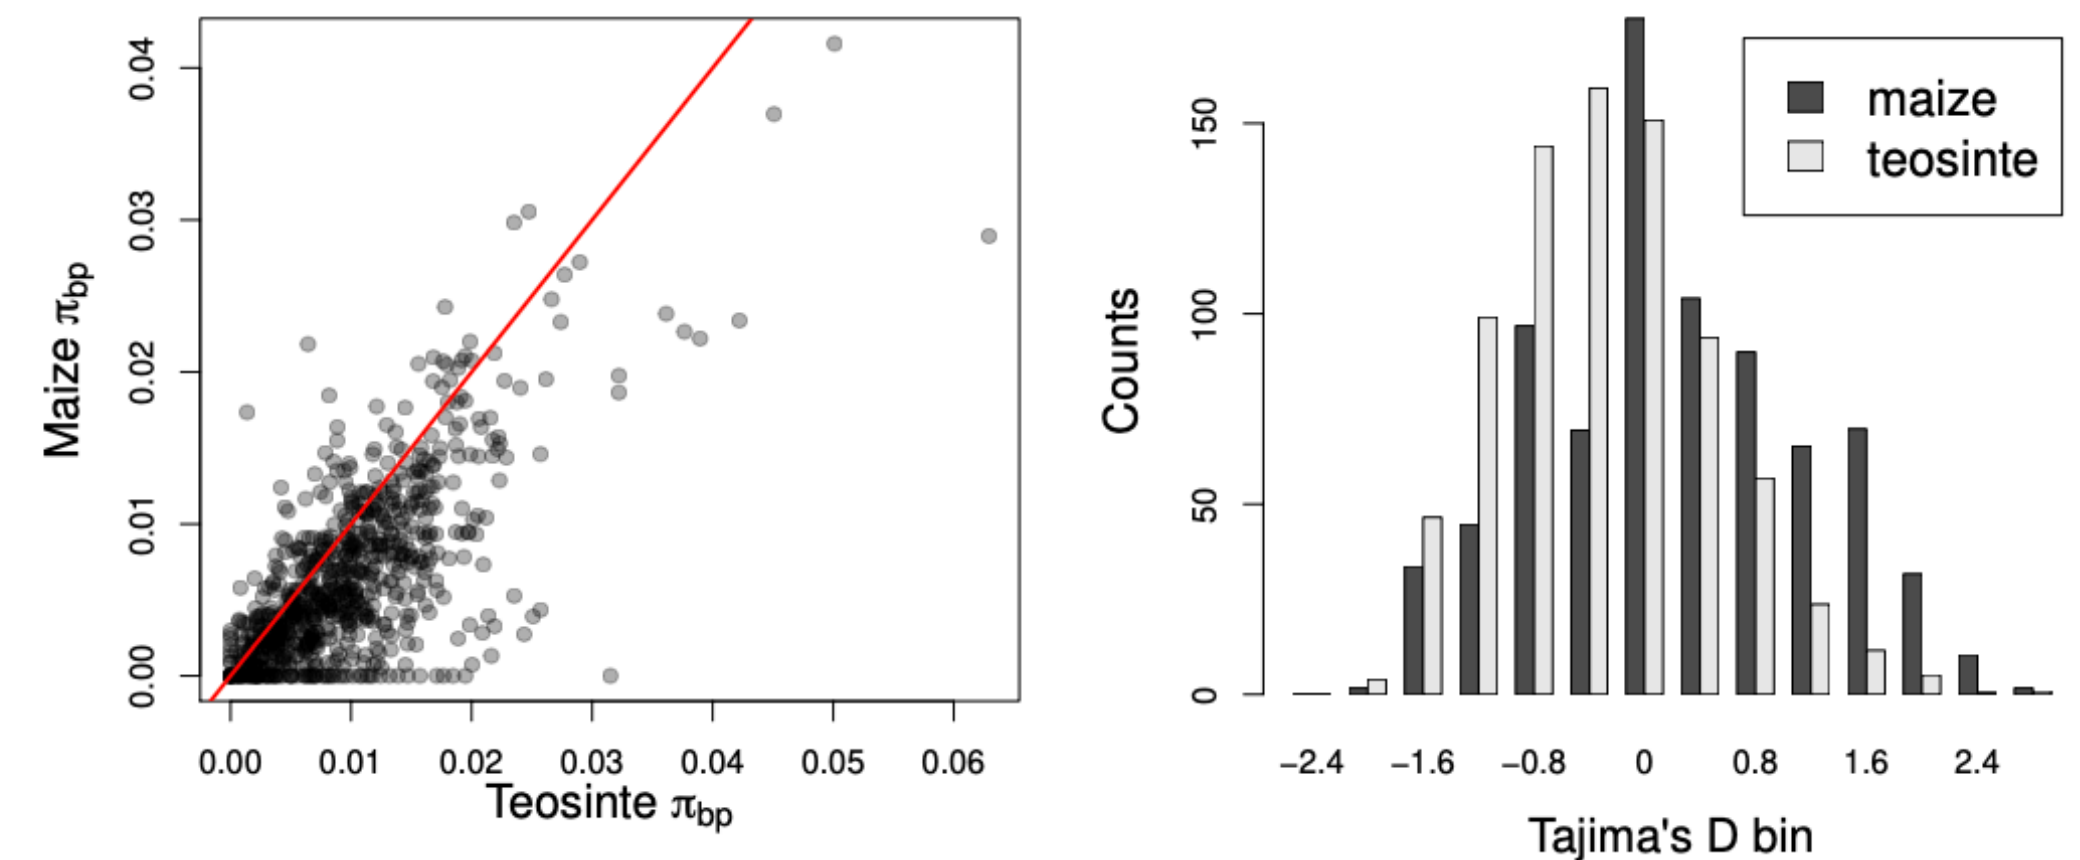 Maize πbp
0.04
0.03
0.02
0.01
0.00
0.00 0.01 0.02 0.03 0.04 0.05 0.06
Teosinte πbp
Counts
150
100
50
0
maize
teosinte
−2.4 −1.6 −0.8 0 0.8 1.6 2.4
Tajima's D bin